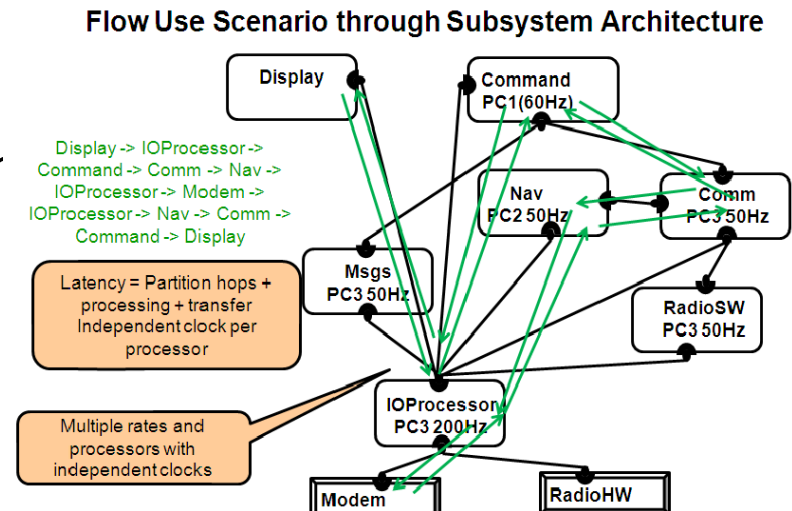 Flow Use Scenario through Subsystem Architecture
Display
Command
PC1(60Hz)
Display -> IOProcessor ->
Command -> Comm -> Nav ->
IOProcessor -> Modem ->
IOProcessor -> Nav -> Comm ->
Command -> Display
Nav
PC2 50Hz
Comm
PC3 50Hz
Latency = Partition hops +
processing + transfer
Independent clock per
processor
Msgs
PC3 50Hz
RadioSW
PC3 50Hz
IOProcessor
PC3 200Hz
Multiple rates and
processors with
independent clocks
Modem
RadioHW